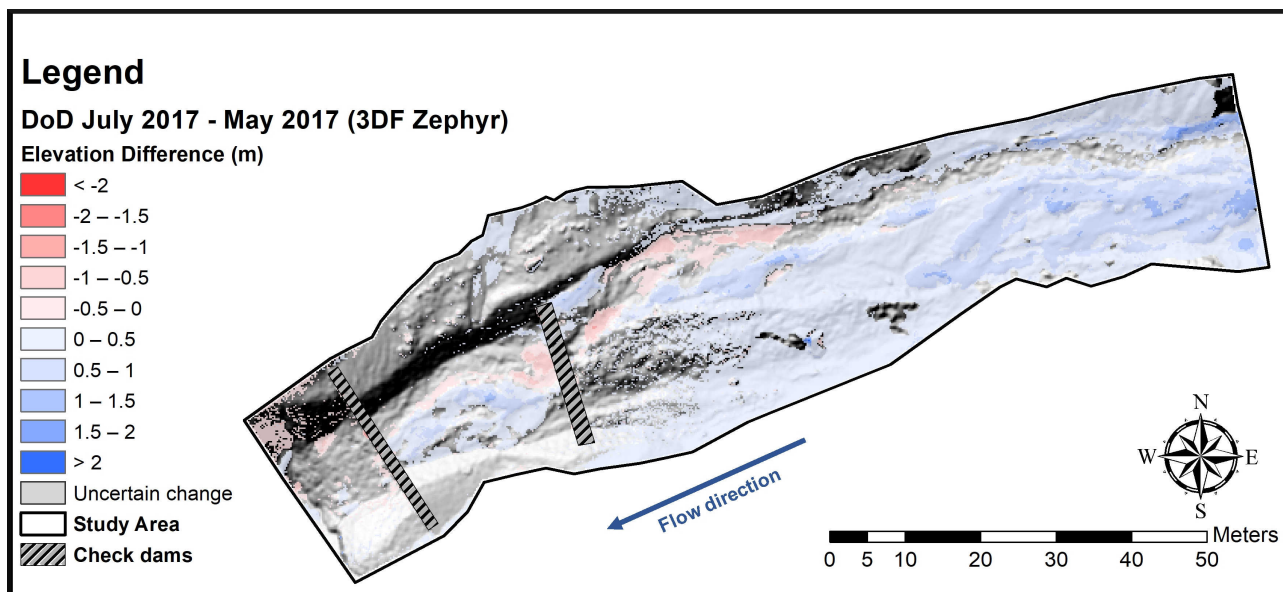 Legend
DoD July 2017 - May 2017 (3DF Zephyr)
Elevation Difference (m)
< -2
-2 – -1.5
-1.5 – -1
-1 – -0.5
-0.5 – 0
0 – 0.5
0.5 – 1
1 – 1.5
1.5 – 2
> 2
Uncertain change
Study Area
Check dams
Flow direction
N
W E
S
Meters
0 5 10 20 30 40 50